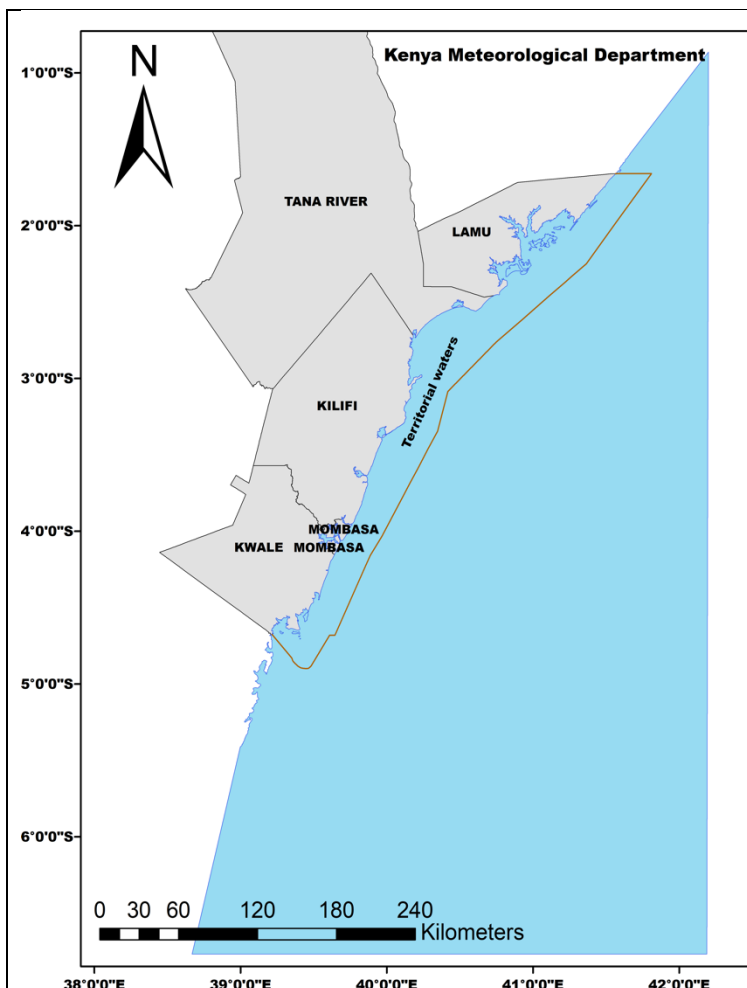 Kenya Meteorological Department
N
1°0'0"S
2°0'0"S
3°0'0"S
4°0'0"S
5°0'0"S
6°0'0"S
TANA RIVER
LAMU
KILIFI
Territorial waters
MOMBASA
KWALE MOMBASA
0 30 60 120 180 240
Kilometers
38°0'0"E 39°0'0"E 40°0'0"E 41°0'0"E 42°0'0"E